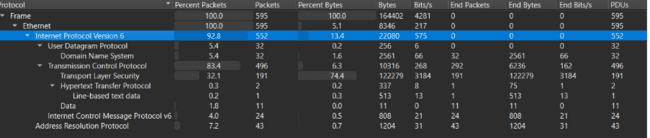 Protocol Percent Packets Packets Percent Bytes Bytes Bits/s End Packets End Bytes End Bits/s PDUs
Frame 100.0 595 100.0 164402 4281 0 0 0 595
Ethernet 100.0 595 5.1 8346 217 0 0 0 595
Internet Protocol Version 6 92.8 552 13.4 22080 575 0 0 0 552
User Datagram Protocol 5.4 32 0.2 256 6 0 0 0 32
Domain Name System 5.4 32 1.6 2561 66 32 2561 66 32
Transmission Control Protocol 83.4 496 6.3 10316 268 292 6236 162 496
Transport Layer Security 32.1 191 74.4 122279 3184 191 122279 3184 191
Hypertext Transfer Protocol 0.3 2 0.2 337 8 1 75 1 2
Line-based text data 0.2 1 0.3 513 13 1 513 13 1
Data 1.8 11 0.0 11 0 11 11 0 11
Internet Control Message Protocol v6 4.0 24 0.5 808 21 24 808 21 24
Address Resolution Protocol 7.2 43 0.7 1204 31 43 1204 31 43